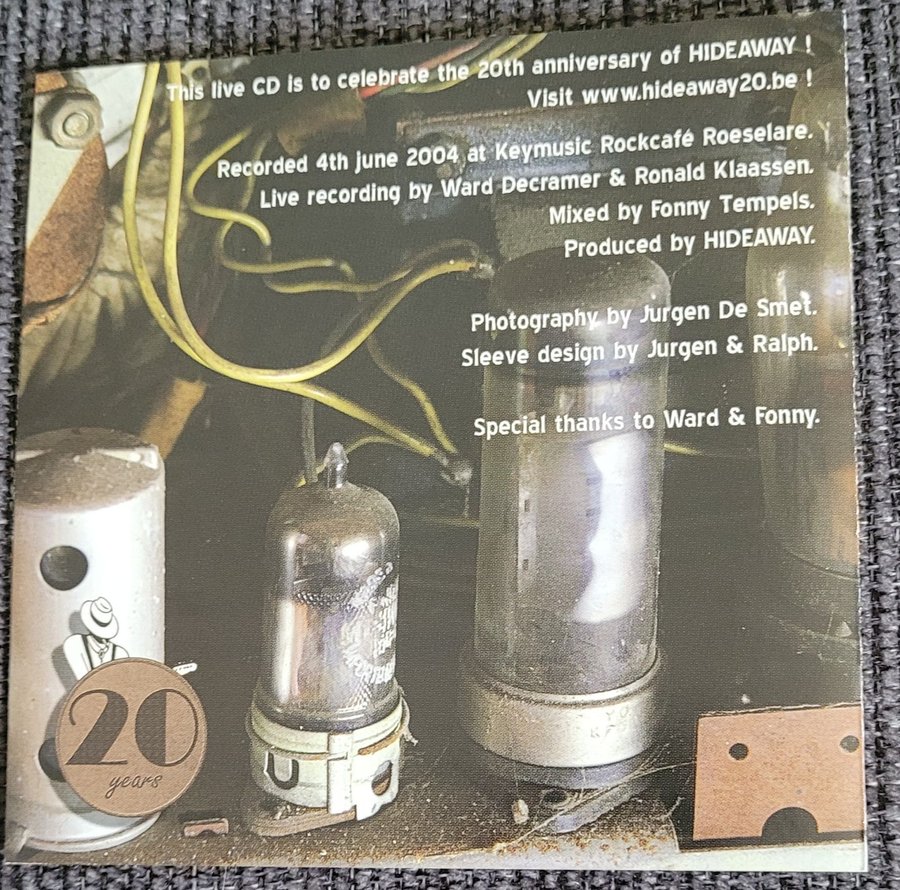 This live CD is to celebrate the 20th anniversary of HIDEAWAY !
Visit www.hideaway20.be !
Recorded 4th june 2004 at Keymusic Rockcafé Roeselare.
Live recording by Ward Decramer & Ronald Klaassen.
Mixed by Fonny Tempels.
Produced by HIDEAWAY.
Photography by Jurgen De Smet.
Sleeve design by Jurgen & Ralph.
Special thanks to Ward & Fonny.
20
years